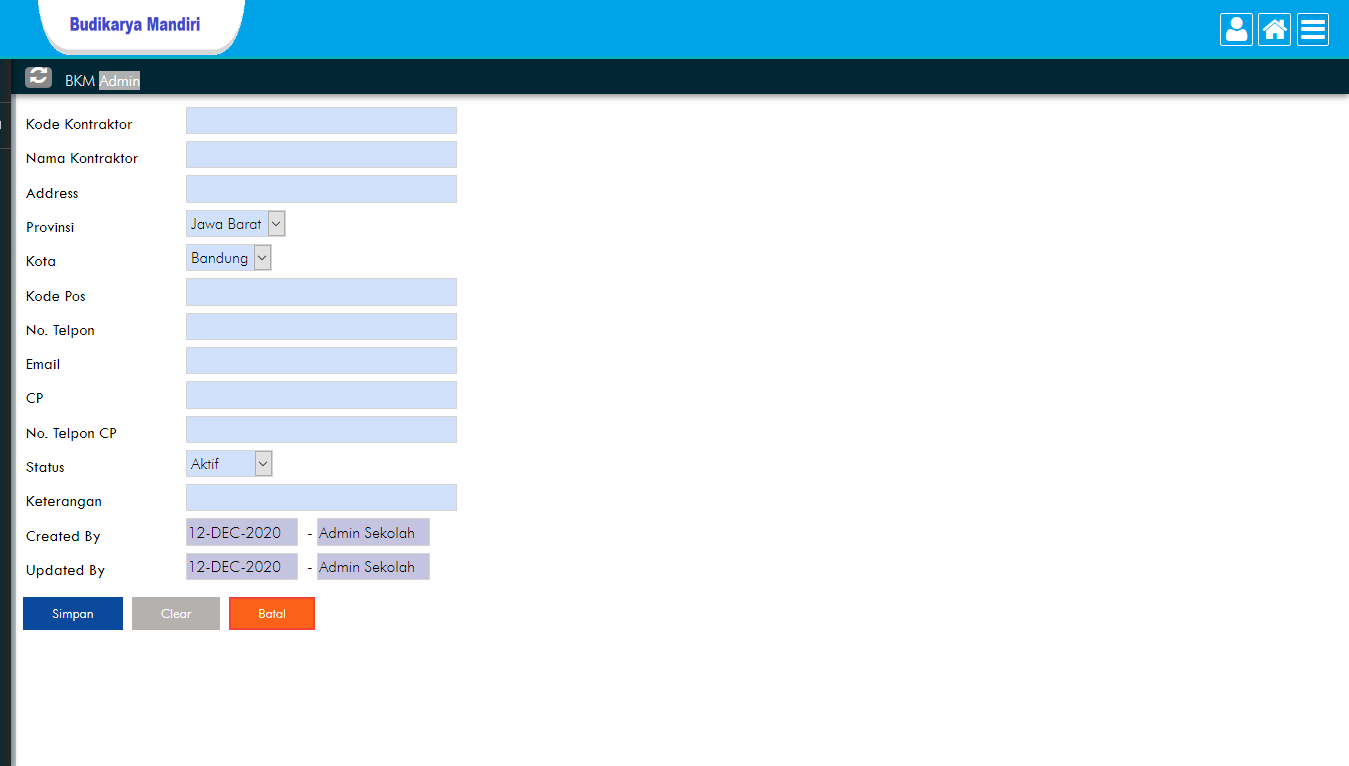 Budikarya Mandiri
BKM Admin
Kode Kontraktor
Nama Kontraktor
Address
Provinsi Jawa Barat
Kota Bandung
Kode Pos
No. Telpon
Email
CP
No. Telpon CP
Status Aktif
Keterangan
Created By 12-DEC-2020 - Admin Sekolah
Updated By 12-DEC-2020 - Admin Sekolah
Simpan Clear Batal